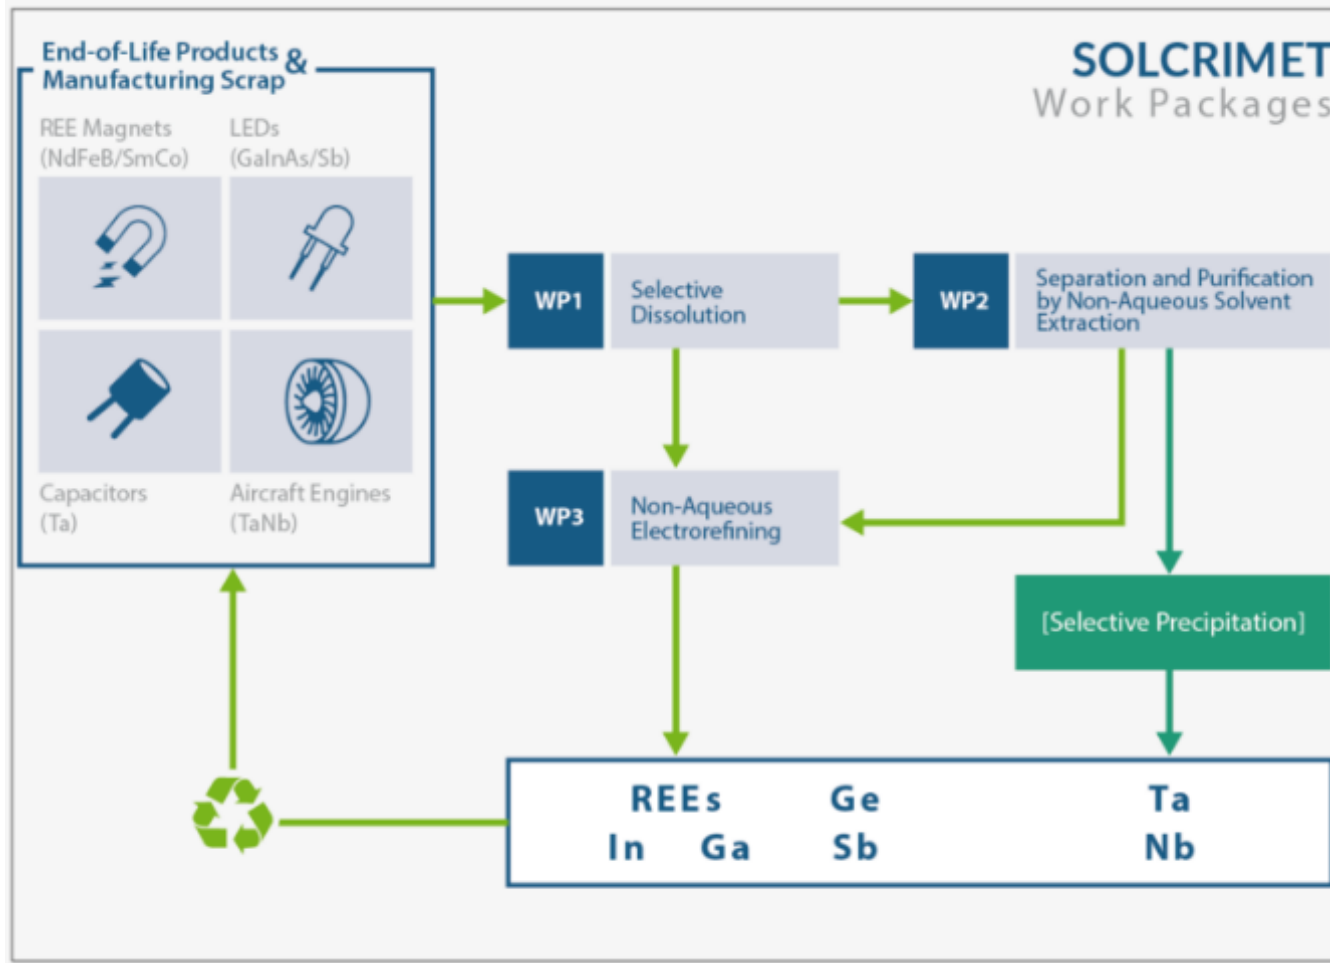 End-of-Life Products &
Manufacturing Scrap
SOLCRIMET
Work Packages
REE Magnets
(NdFeB/SmCo)
LEDs
(GaInAs/Sb)
Capacitors
(Ta)
Aircraft Engines
(TaNb)
WP1
Selective
Dissolution
WP2
Separation and Purification
by Non-Aqueous Solvent
Extraction
WP3
Non-Aqueous
Electrorefining
[Selective Precipitation]
REEs Ge Ta
In Ga Sb Nb